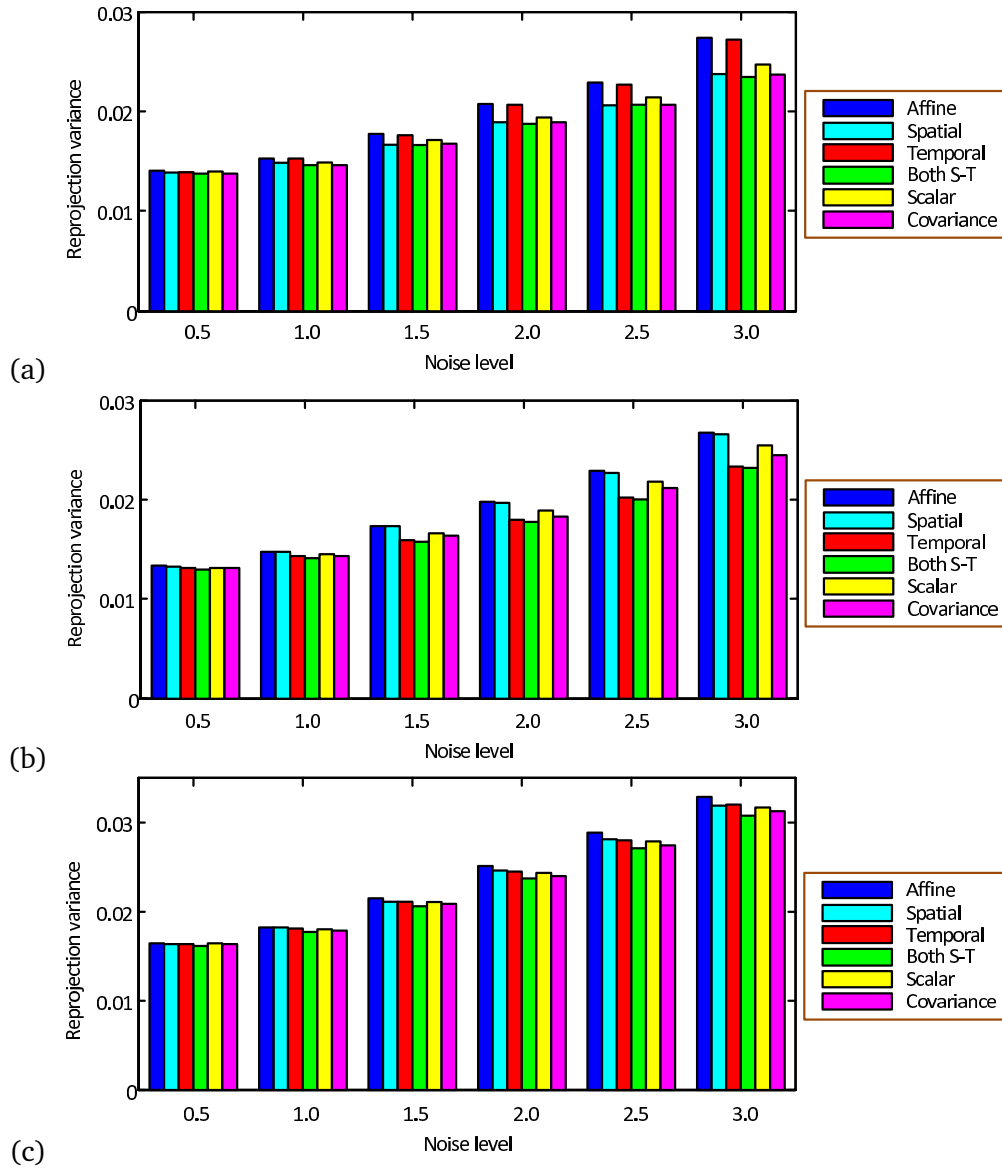 0.03
0.02
0.01
0
Reprojection variance
0.5 1.0 1.5 2.0 2.5 3.0
Noise level
Affine
Spatial
Temporal
Both S-T
Scalar
Covariance
(a)
0.03
0.02
0.01
0
Reprojection variance
0.5 1.0 1.5 2.0 2.5 3.0
Noise level
Affine
Spatial
Temporal
Both S-T
Scalar
Covariance
(b)
0.03
0.02
0.01
0
Reprojection variance
0.5 1.0 1.5 2.0 2.5 3.0
Noise level
Affine
Spatial
Temporal
Both S-T
Scalar
Covariance
(c)